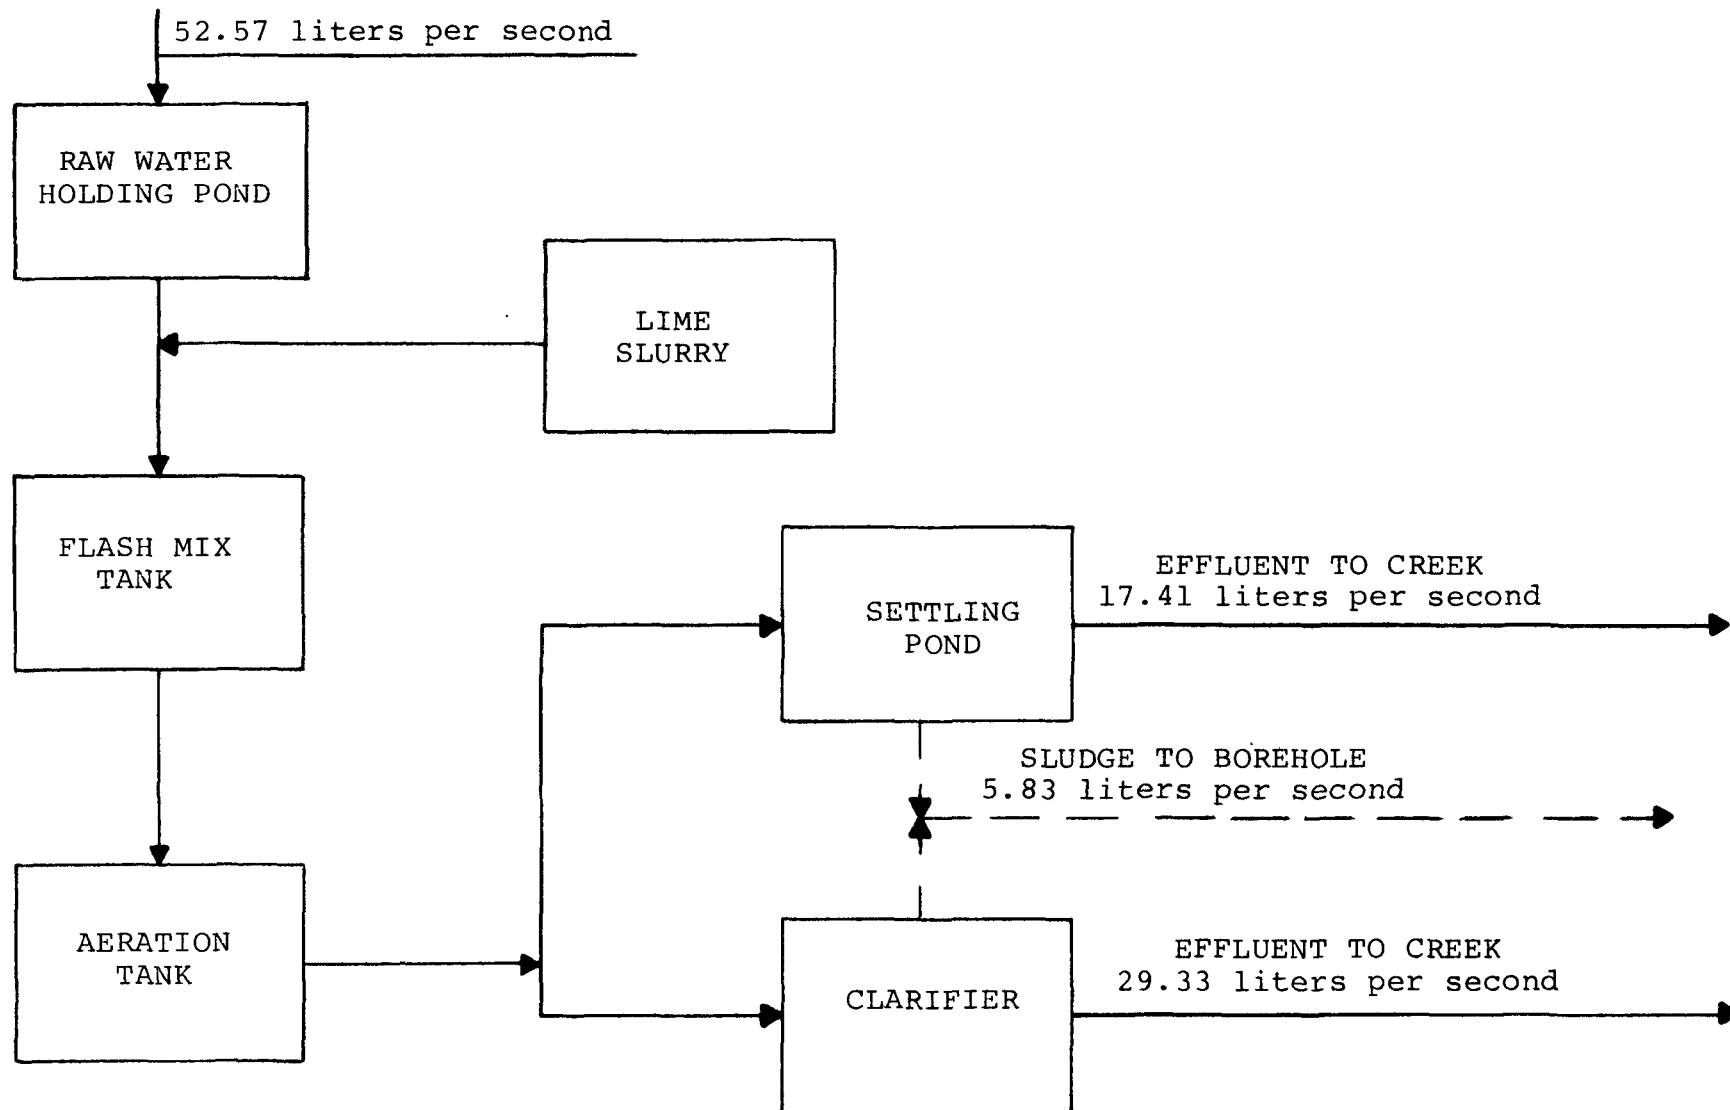 52.57 liters per second
RAW WATER
HOLDING POND
LIME
SLURRY
FLASH MIX
TANK
SETTLING
POND
EFFLUENT TO CREEK
17.41 liters per second
SLUDGE TO BOREHOLE
5.83 liters per second
AERATION
TANK
CLARIFIER
EFFLUENT TO CREEK
29.33 liters per second